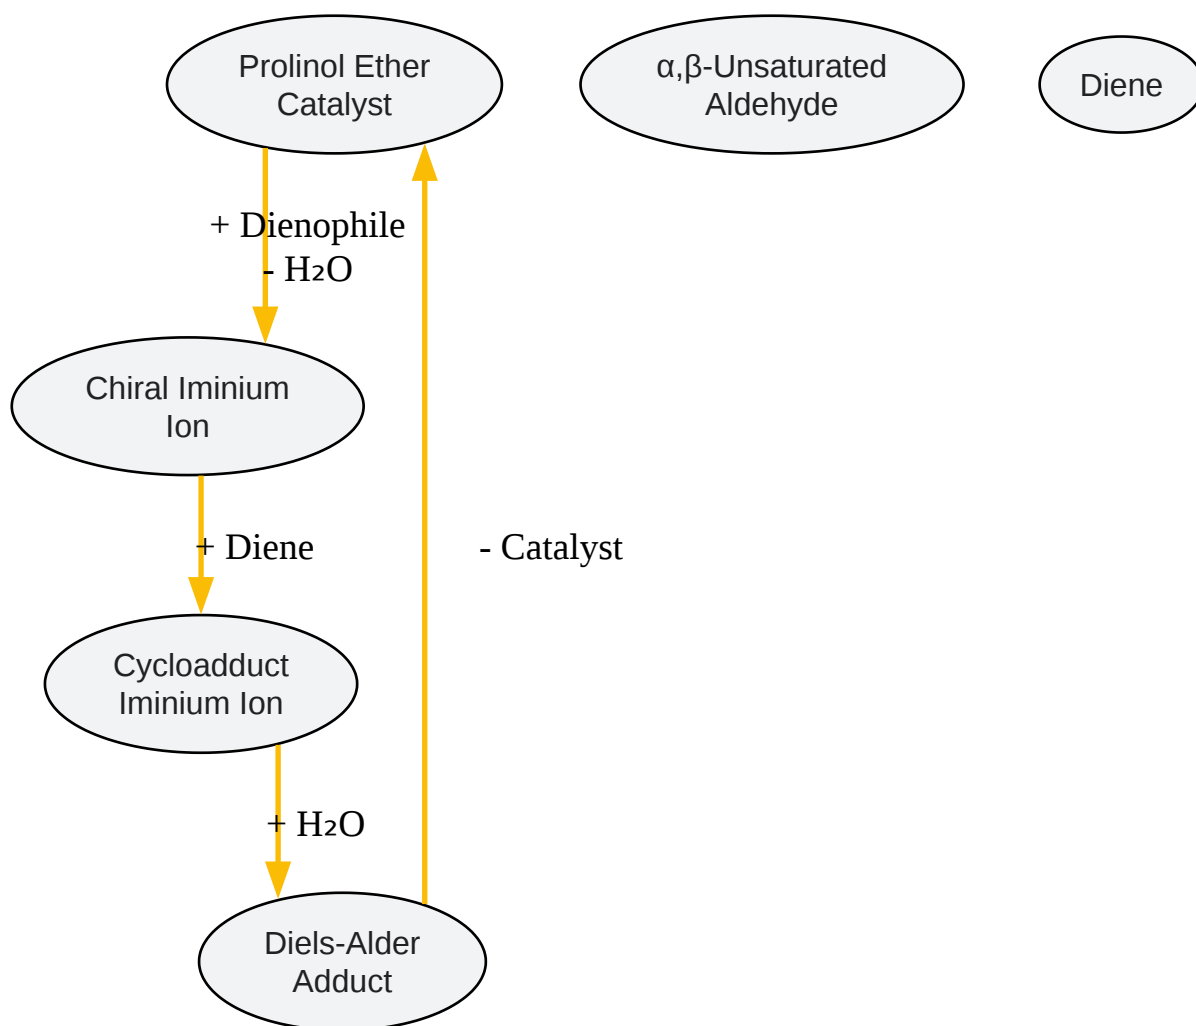 Prolinol Ether
Catalyst
α,β-Unsaturated
Aldehyde
Diene
+ Dienophile
- H₂O
Chiral Iminium
Ion
+ Diene
- Catalyst
Cycloadduct
Iminium Ion
+ H₂O
Diels-Alder
Adduct